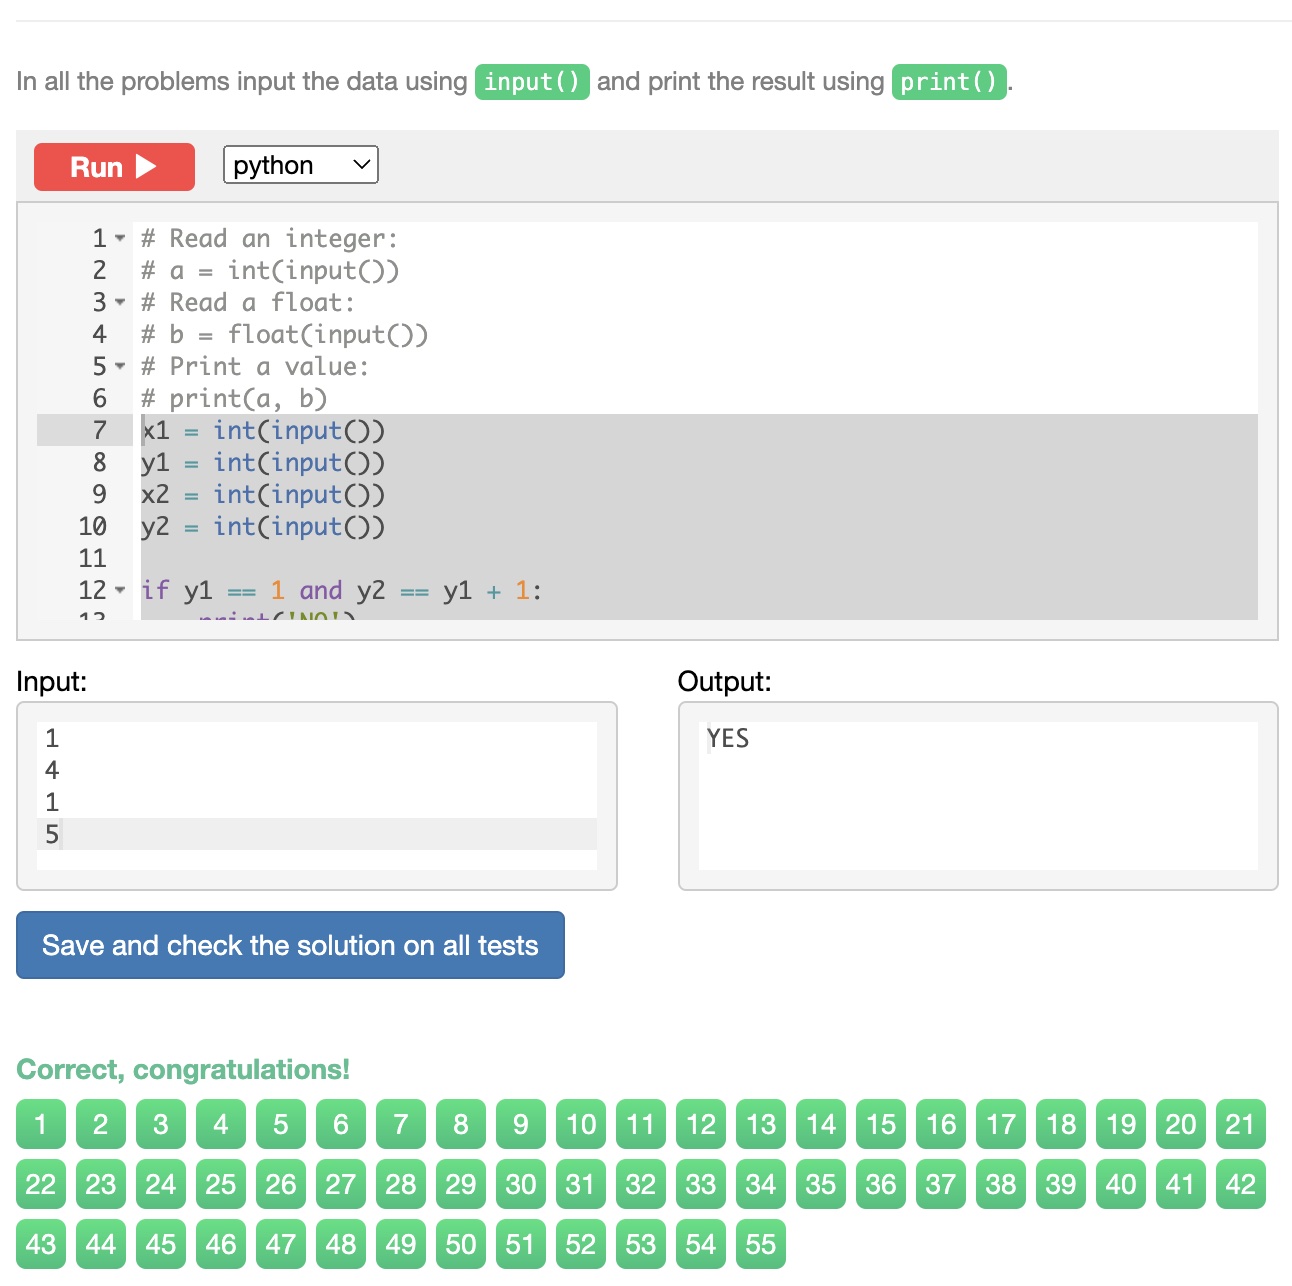 In all the problems input the data using input() and print the result using print().
Run
python
1 # Read an integer:
2 # a = int(input())
3 # Read a float:
4 # b = float(input())
5 # Print a value:
6 # print(a, b)
7 x1 = int(input())
8 y1 = int(input())
9 x2 = int(input())
10 y2 = int(input())
11
12 if y1 == 1 and y2 == y1 + 1:
13 print('NO')
Input:
Output:
1
4
1
5
YES
Save and check the solution on all tests
Correct, congratulations!
1 2 3 4 5 6 7 8 9 10 11 12 13 14 15 16 17 18 19 20 21
22 23 24 25 26 27 28 29 30 31 32 33 34 35 36 37 38 39 40 41 42
43 44 45 46 47 48 49 50 51 52 53 54 55